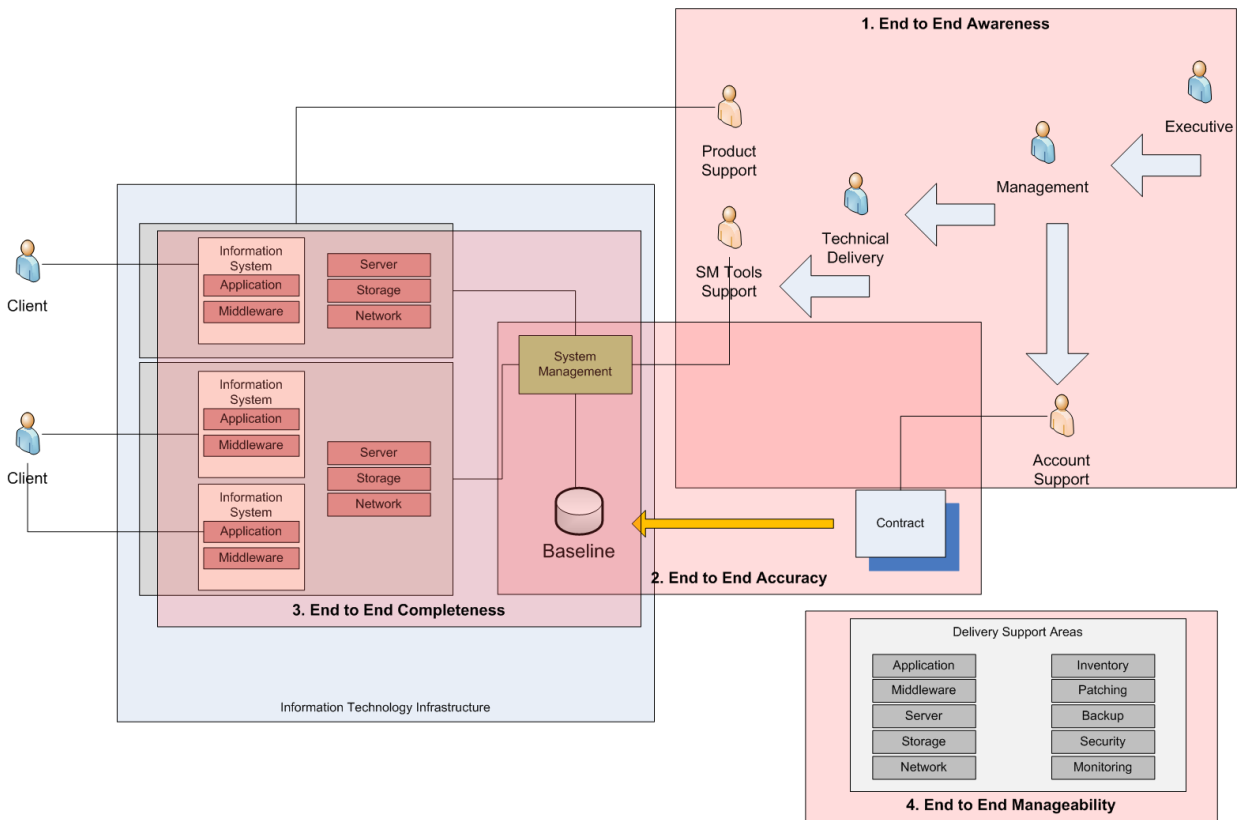 1. End to End Awareness
Executive
Product
Support
Management
Technical
Delivery
SM Tools
Support
Account
Support
Client
Client
Information
System
Application
Middleware
Server
Storage
Network
Information
System
Application
Middleware
Information
System
Application
Middleware
Server
Storage
Network
System
Management
Baseline
Contract
2. End to End Accuracy
3. End to End Completeness
Information Technology Infrastructure
Delivery Support Areas
Application
Middleware
Server
Storage
Network
Inventory
Patching
Backup
Security
Monitoring
4. End to End Manageability